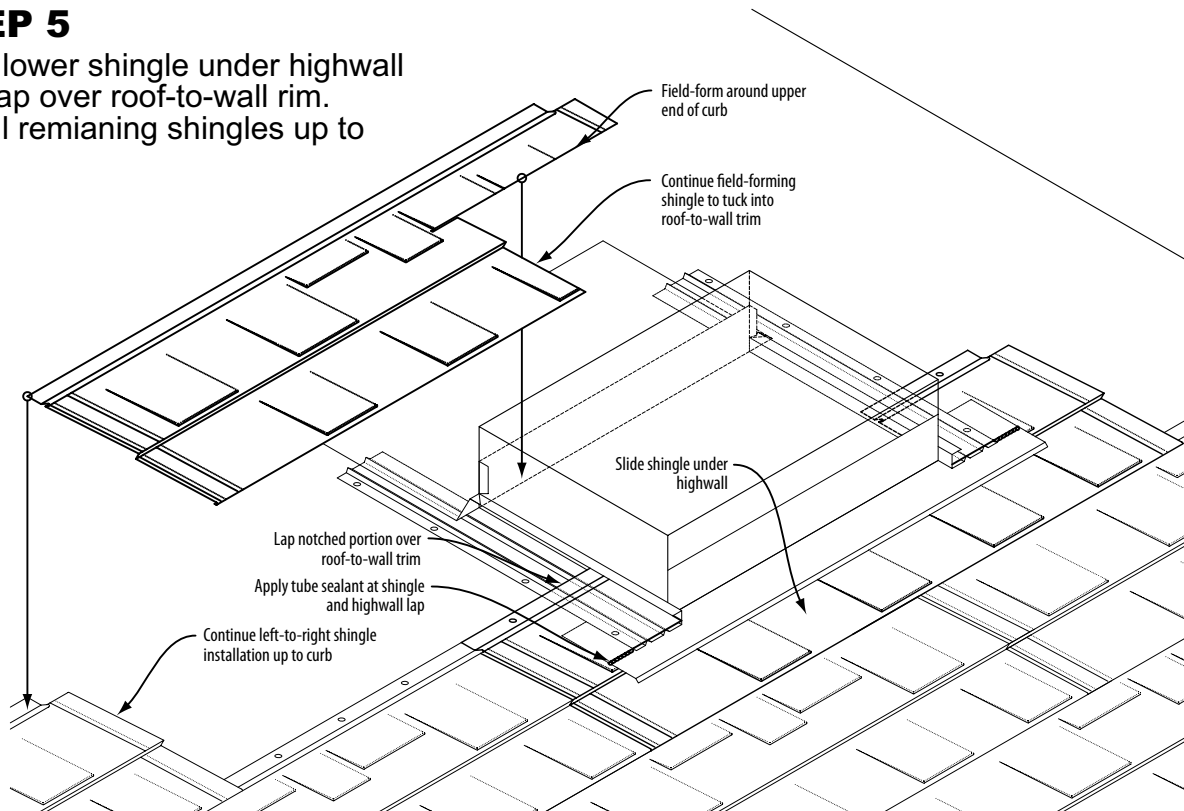 EP 5
lower shingle under highwall
ap over roof-to-wall rim.
l remianing shingles up to
Field-form around upper
end of curb
Continue field-forming
shingle to tuck into
roof-to-wall trim
Slide shingle under
highwall
Lap notched portion over
roof-to-wall trim
Apply tube sealant at shingle
and highwall lap
Continue left-to-right shingle
installation up to curb